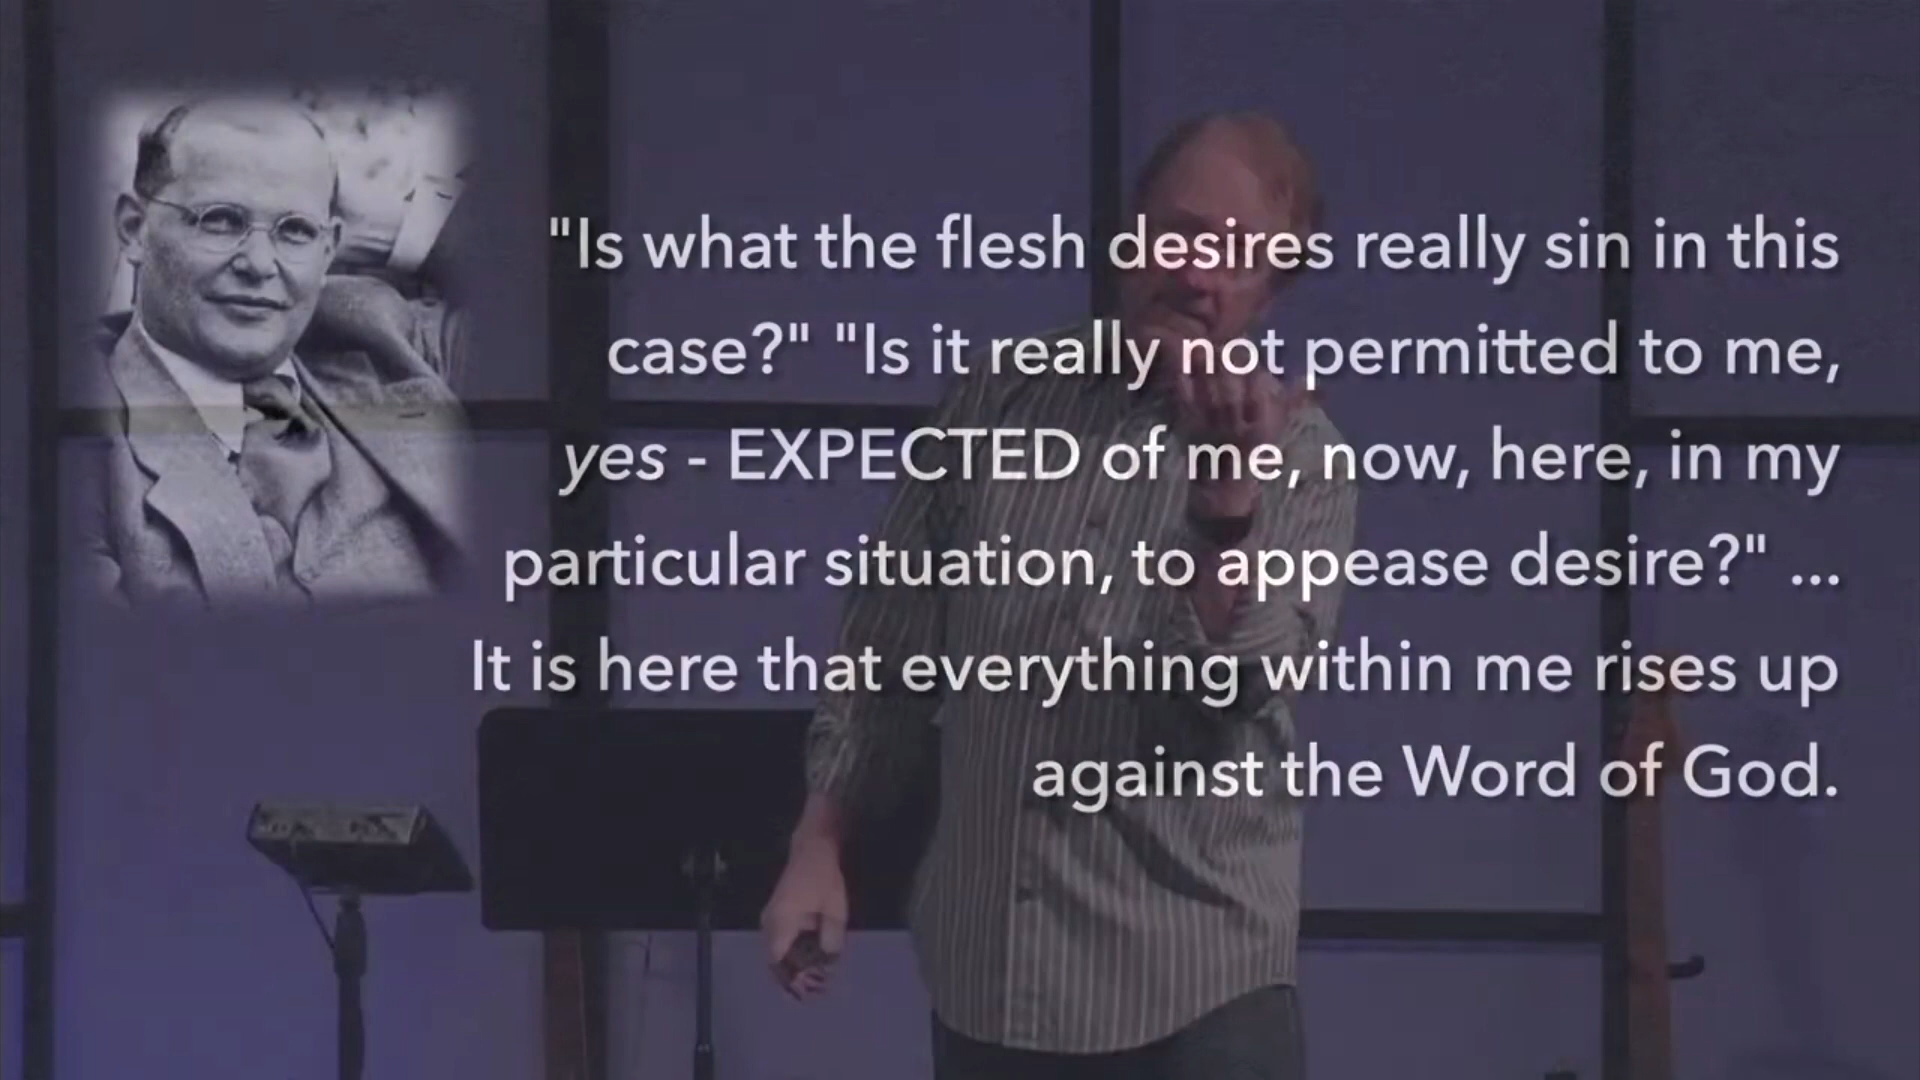 "Is what the flesh desires really sin in this
case?" "Is it really not permitted to me,
yes - EXPECTED of me, now, here, in my
particular situation, to appease desire?" ...
It is here that everything within me rises up
against the Word of God.